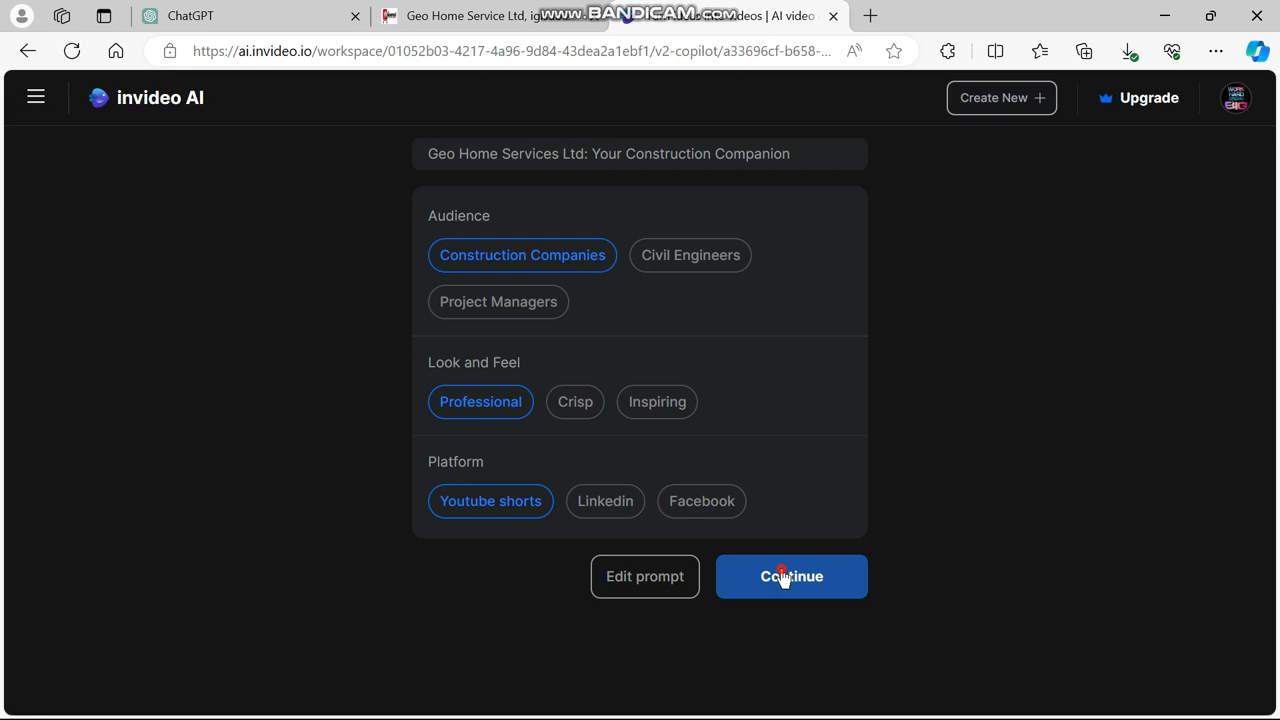 ChatGPT
Geo Home Service Ltd, ig
www.BANDICAM.com
deos | AI video
https://ai.invideo.io/workspace/01052b03-4217-4a96-9d84-43dea2a1ebf1/v2-copilot/a33696cf-b658-...
invideo AI
Create New +
Upgrade
WORK HARD
BIG
Geo Home Services Ltd: Your Construction Companion
Audience
Construction Companies
Civil Engineers
Project Managers
Look and Feel
Professional
Crisp
Inspiring
Platform
Youtube shorts
Linkedin
Facebook
Edit prompt
Continue